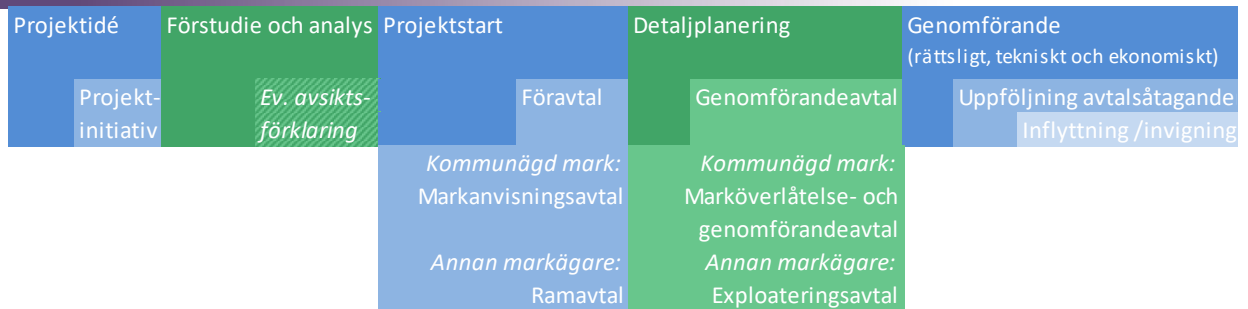 Projektidé
Projekt-
initiativ
Förstudie och analys
Ev. avsikts-
förklaring
Projektstart
Föravtal
Kommunägd mark:
Markanvisningsavtal
Annan markägare:
Ramavtal
Detaljplanering
Genomförandeavtal
Kommunägd mark:
Marköverlåtelse- och
genomförandeavtal
Annan markägare:
Exploateringsavtal
Genomförande
(rättsligt, tekniskt och ekonomiskt)
Uppföljning avtalsåtagande
Inflyttning /invigning